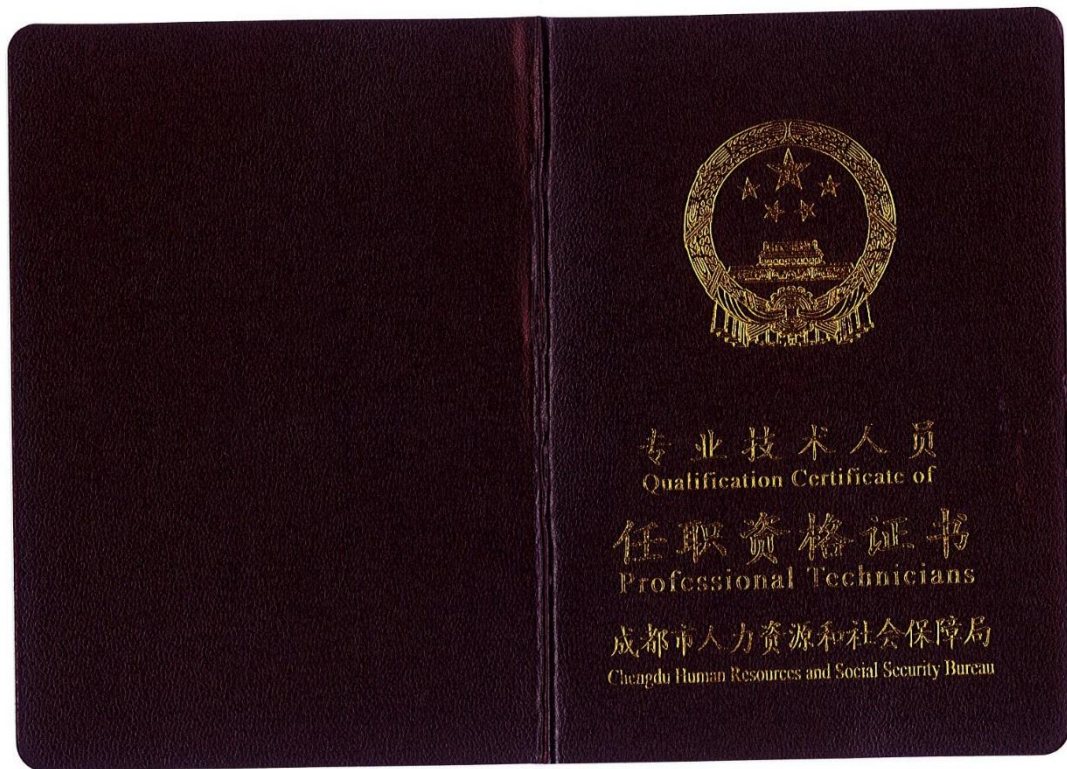 专业技术人员
Qualification Certificate of
任职资格证书
Professional Technicians
成都市人力资源和社会保障局
Chengdu Human Resources and Social Security Bureau